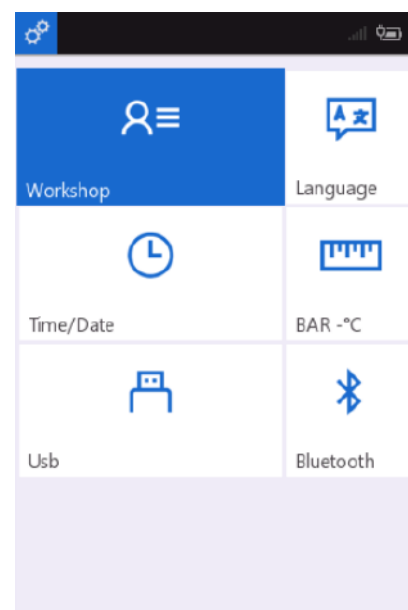 Workshop
Language
Time/Date
BAR -°C
Usb
Bluetooth